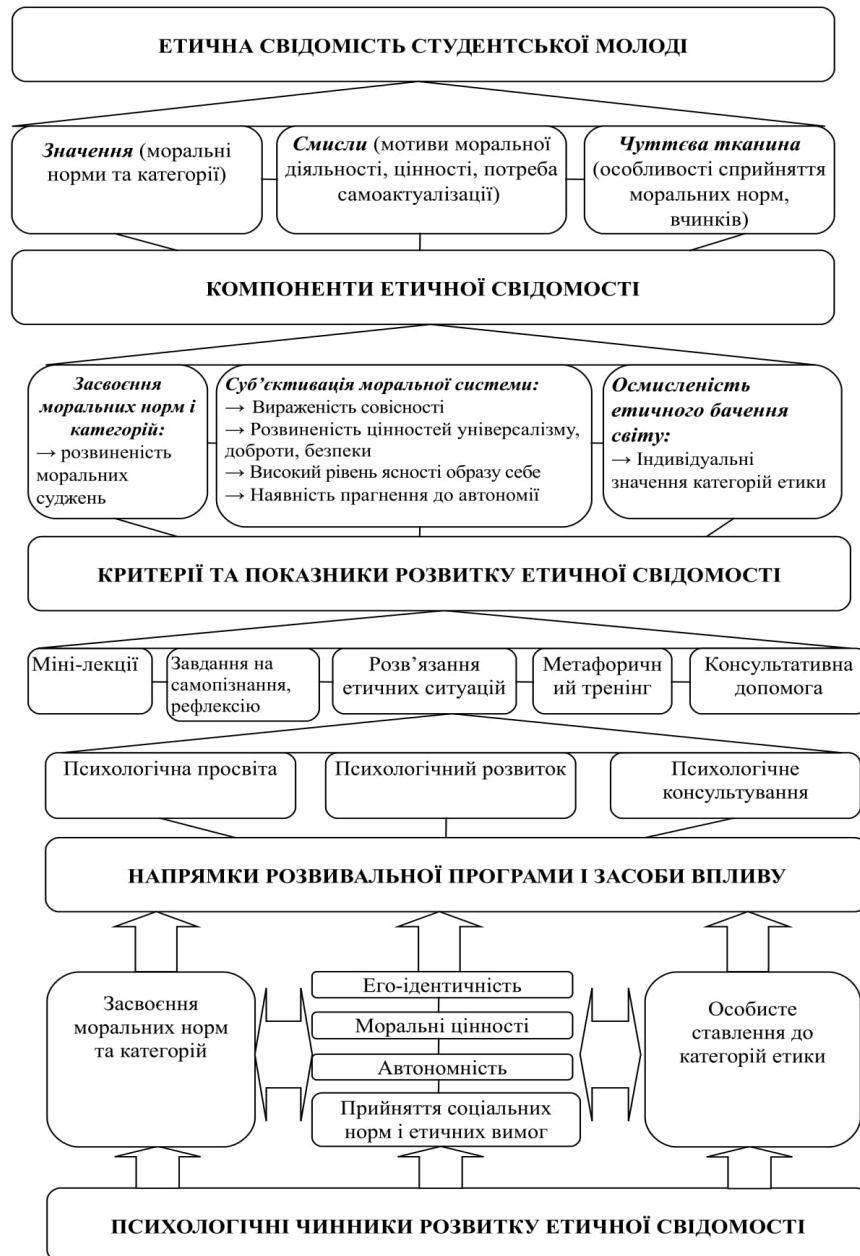 ЕТИЧНА СВІДОМІСТЬ СТУДЕНТСЬКОЇ МОЛОДІ
Значення (моральні
норми та категорії)
Смисли (мотиви моральної
діяльності, цінності, потреба
самоактуалізації)
Чуттєва тканина
(особливості сприйняття
моральних норм,
вчинків)
КОМПОНЕНТИ ЕТИЧНОЇ СВІДОМОСТІ
Засвоєння
моральних норм і
категорій:
→ розвиненість
моральних
суджень
Суб’єктивація моральної системи:
→ Вираженість совісності
→ Розвиненість цінностей універсалізму,
доброти, безпеки
→ Високий рівень ясності образу себе
→ Наявність прагнення до автономії
Осмисленість
етичного бачення
світу:
→ Індивідуальні
значення категорій етики
КРИТЕРІЇ ТА ПОКАЗНИКИ РОЗВИТКУ ЕТИЧНОЇ СВІДОМОСТІ
Міні-лекції
Завдання на
самопізнання,
рефлексію
Розв’язання
етичних ситуацій
Метафоричн
ий тренінг
Консультативна
допомога
Психологічна просвіта
Психологічний розвиток
Психологічне
консультування
НАПРЯМКИ РОЗВИВАЛЬНОЇ ПРОГРАМИ І ЗАСОБИ ВПЛИВУ
Засвоєння
моральних норм
та категорій
Его-ідентичність
Моральні цінності
Автономність
Прийняття соціальних
норм і етичних вимог
Особисте
ставлення до
категорій етики
ПСИХОЛОГІЧНІ ЧИННИКИ РОЗВИТКУ ЕТИЧНОЇ СВІДОМОСТІ